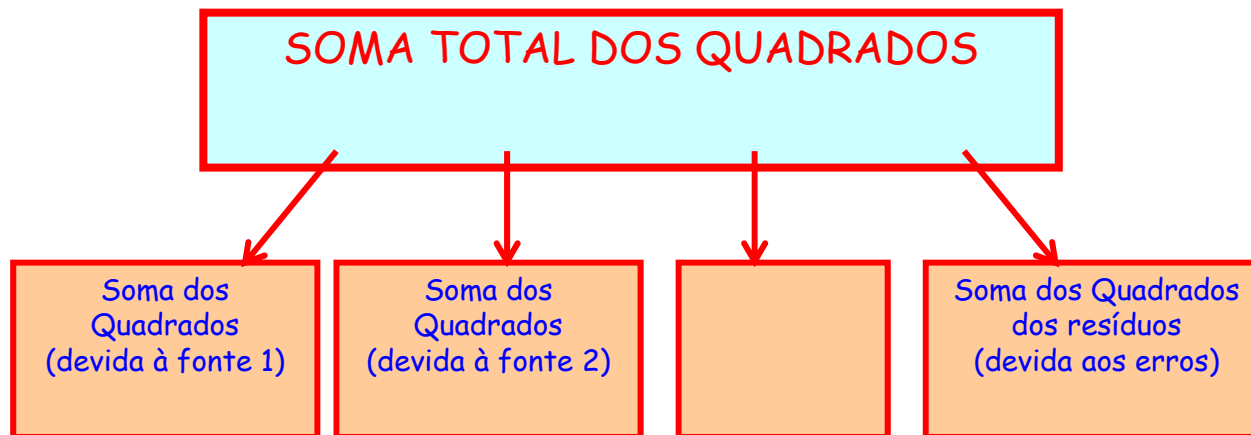 SOMA TOTAL DOS QUADRADOS
Soma dos
Quadrados
(devida à fonte 1)
Soma dos
Quadrados
(devida à fonte 2)
Soma dos Quadrados
dos resíduos
(devida aos erros)